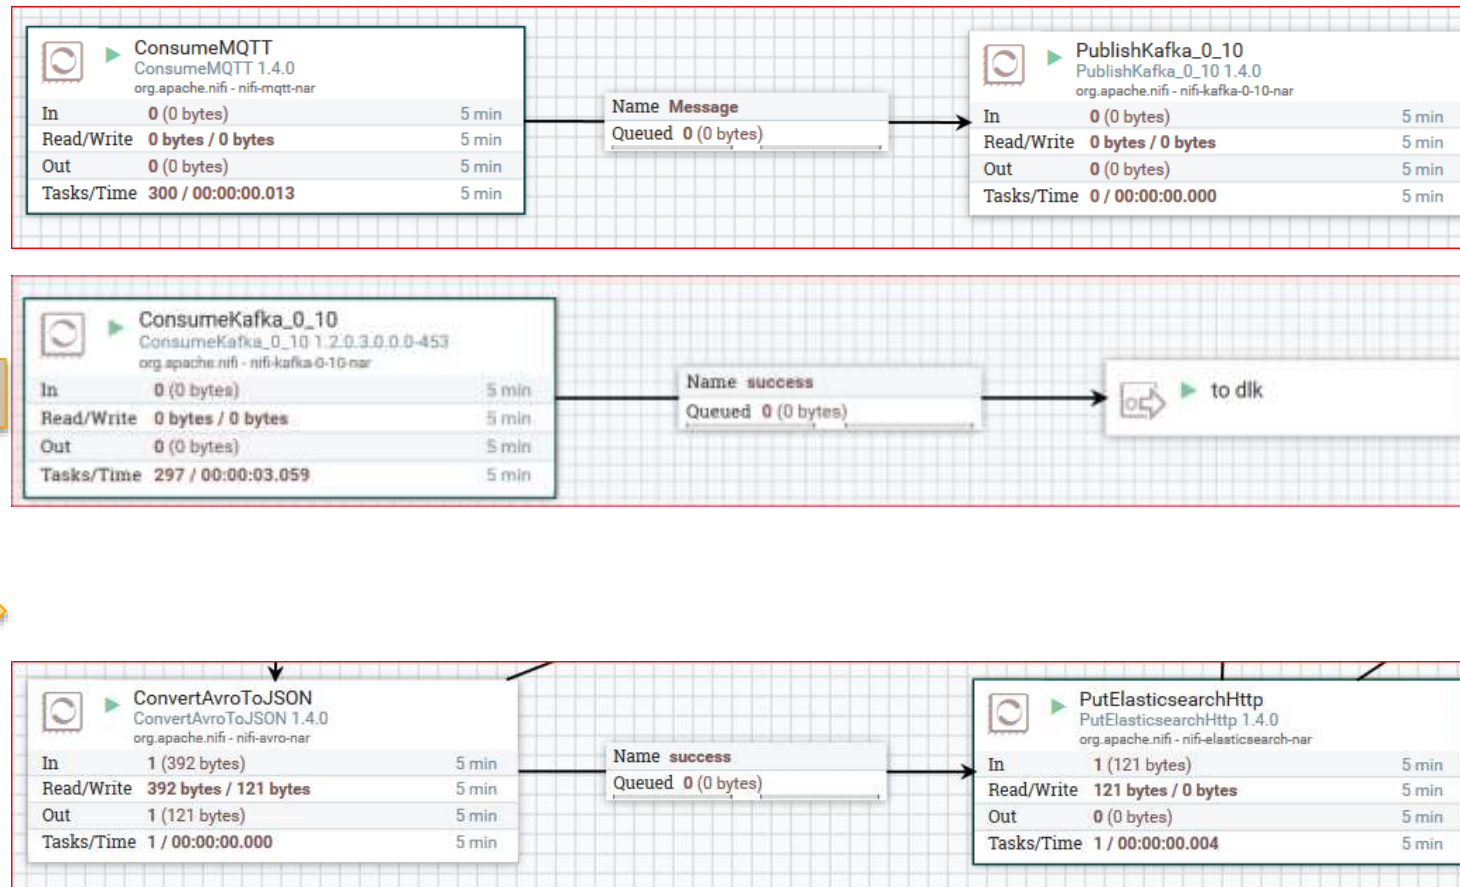 ConsumeMQTT
ConsumeMQTT 1.4.0
org.apache.nifi - nifi-mqtt-nar
In 0 (0 bytes) 5 min
Read/Write 0 bytes / 0 bytes 5 min
Out 0 (0 bytes) 5 min
Tasks/Time 300 / 00:00:00.013 5 min
Name Message
Queued 0 (0 bytes)
PublishKafka_0_10
PublishKafka_0_10 1.4.0
org.apache.nifi - nifi-kafka-0-10-nar
In 0 (0 bytes) 5 min
Read/Write 0 bytes / 0 bytes 5 min
Out 0 (0 bytes) 5 min
Tasks/Time 0 / 00:00:00.000 5 min
ConsumeKafka_0_10
ConsumeKafka_0_10 1.2.0.3.0.0.0-453
org.apache.nifi - nifi-kafka-0-10-nar
In 0 (0 bytes) 5 min
Read/Write 0 bytes / 0 bytes 5 min
Out 0 (0 bytes) 5 min
Tasks/Time 297 / 00:00:03.059 5 min
Name success
Queued 0 (0 bytes)
to dlk
ConvertAvroToJSON
ConvertAvroToJSON 1.4.0
org.apache.nifi - nifi-avro-nar
In 1 (392 bytes) 5 min
Read/Write 392 bytes / 121 bytes 5 min
Out 1 (121 bytes) 5 min
Tasks/Time 1 / 00:00:00.000 5 min
Name success
Queued 0 (0 bytes)
PutElasticsearchHttp
PutElasticsearchHttp 1.4.0
org.apache.nifi - nifi-elasticsearch-nar
In 1 (121 bytes) 5 min
Read/Write 121 bytes / 0 bytes 5 min
Out 0 (0 bytes) 5 min
Tasks/Time 1 / 00:00:00.004 5 min